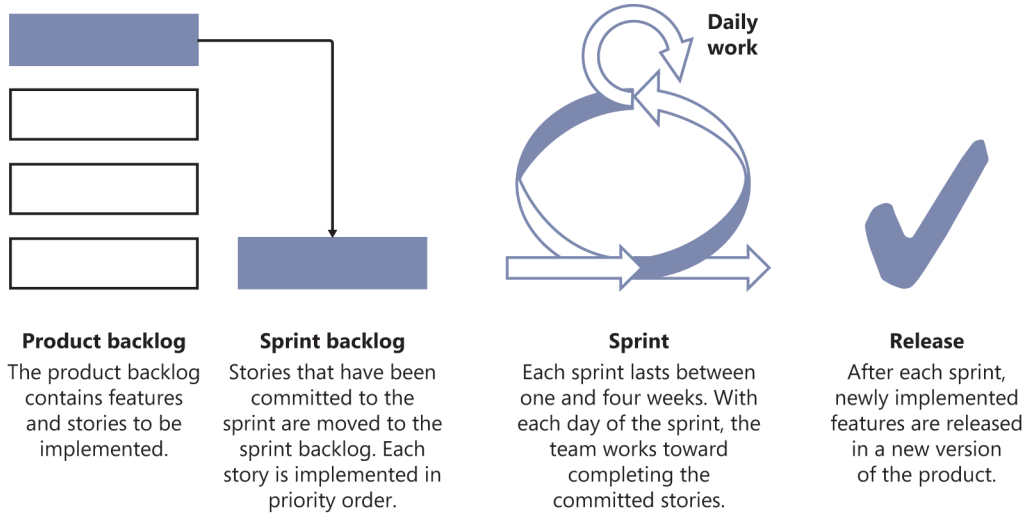 Daily
work
Product backlog
The product backlog
contains features
and stories to be
implemented.
Sprint backlog
Stories that have been
committed to the
sprint are moved to the
sprint backlog. Each
story is implemented in
priority order.
Sprint
Each sprint lasts between
one and four weeks. With
each day of the sprint, the
team works toward
completing the
committed stories.
Release
After each sprint,
newly implemented
features are released
in a new version
of the product.